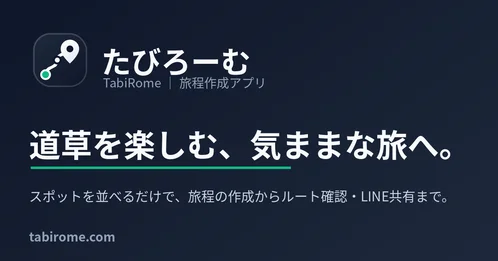 たびろーむ
TabiRome ｜ 旅程作成アプリ
道草を楽しむ、気ままな旅へ。
スポットを並べるだけで、旅程の作成からルート確認・LINE共有まで。
tabirome.com